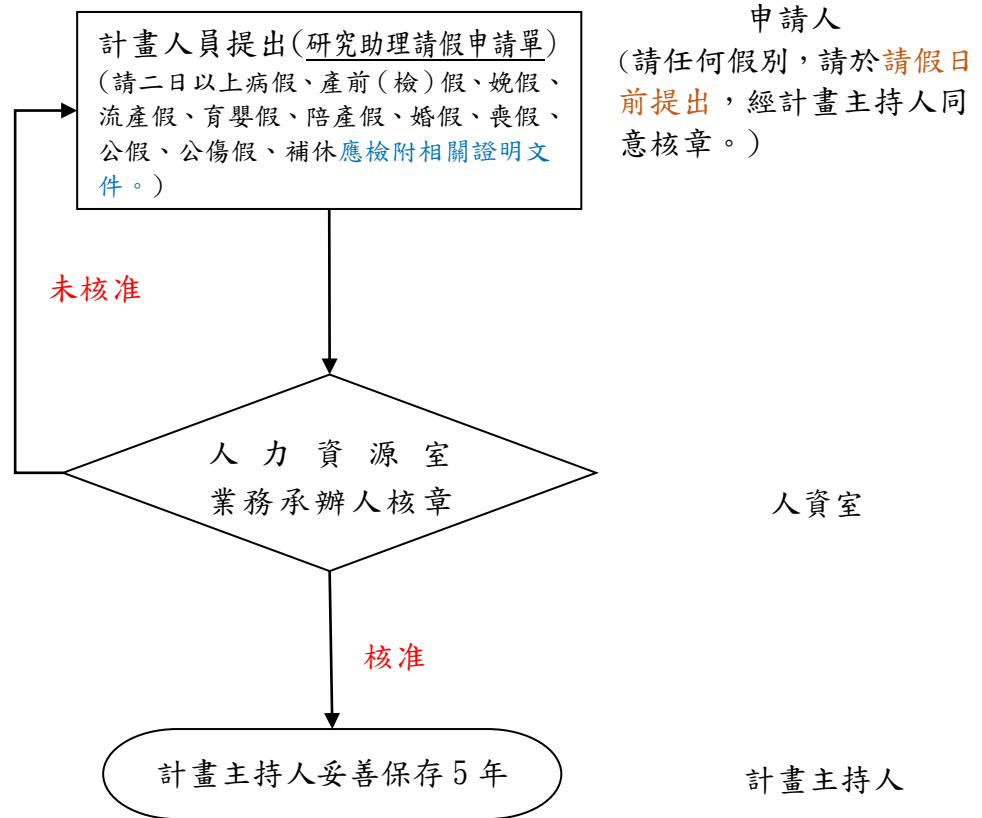 計畫人員提出(研究助理請假申請單)
(請二日以上病假、產前(檢)假、娩假、
流產假、育嬰假、陪產假、婚假、喪假、
公假、公傷假、補休應檢附相關證明文
件。)
申請人
(請任何假別，請於請假日
前提出，經計畫主持人同
意核章。)
未核准
人力資源室
業務承辦人核章
人資室
核准
計畫主持人妥善保存5年
計畫主持人